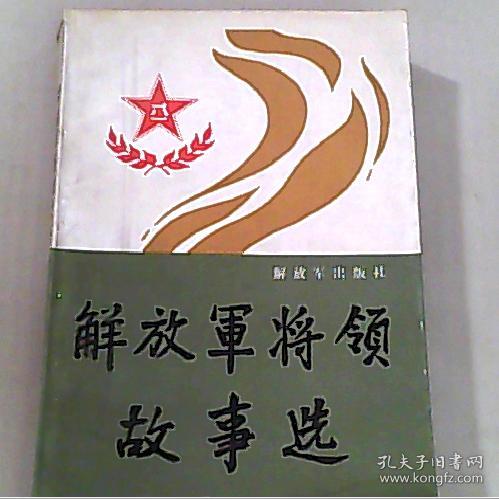 八一
解放军出版社
解放軍将領
故事选
孔夫子旧书网
www.kongfz.com